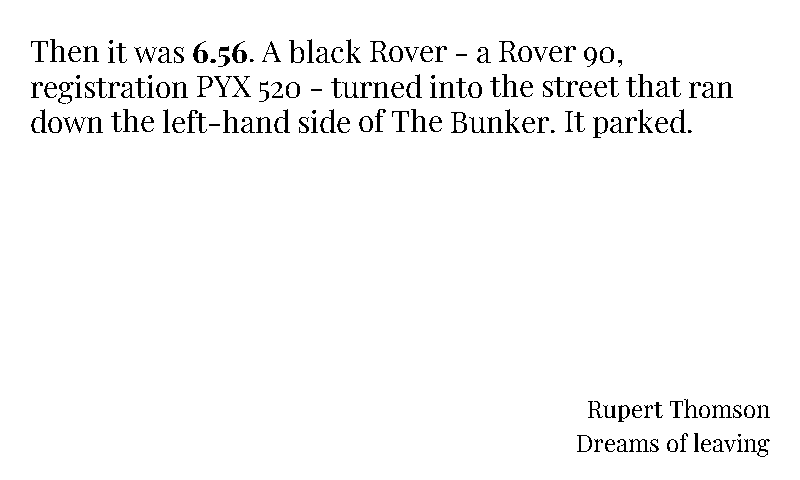 Then it was 6.56. A black Rover – a Rover 90,
registration PYX 520 – turned into the street that ran
down the left-hand side of The Bunker. It parked.
Rupert Thomson
Dreams of leaving